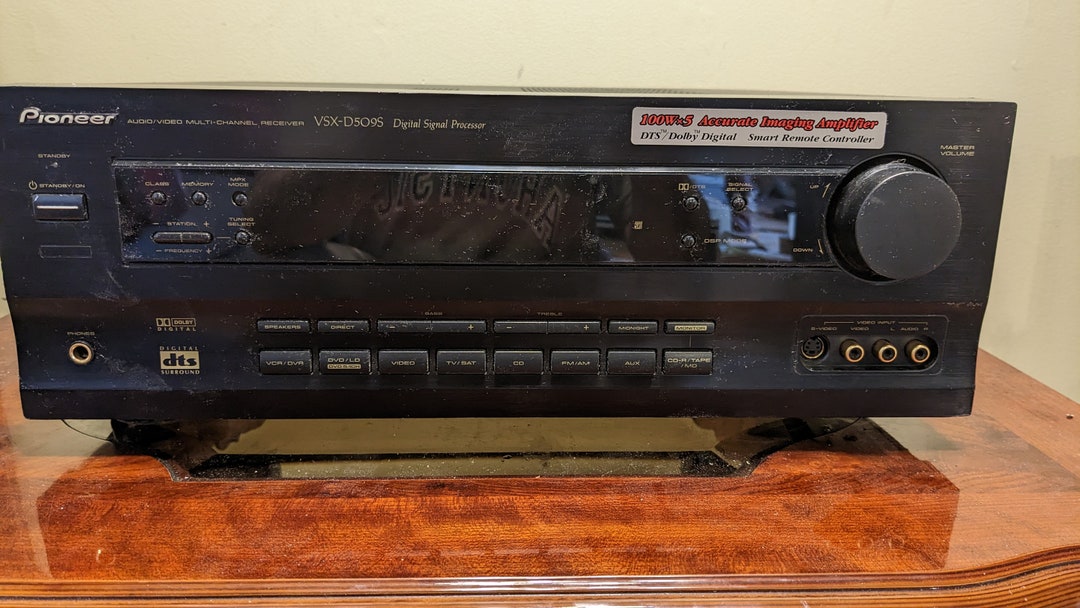 Pioneer
AUDIO/VIDEO MULTI-CHANNEL RECEIVER VSX-D509S Digital Signal Processor
100W×5 Accurate Imaging Amplifier
DTS™/Dolby™ Digital Smart Remote Controller
MASTER
VOLUME
STANDBY
STANDBY/ON
CLASS MEMORY MPX
MODE
− STATION +
− FREQUENCY +
TUNING
SELECT
DTS SIGNAL
SELECT
DSP MODE
UP
DOWN
PHONES
DOLBY
DIGITAL
DIGITAL
dts
SURROUND
− BASS + − TREBLE +
SPEAKERS DIRECT MIDNIGHT MONITOR
VCR/DVR DVD/LD VIDEO TV/SAT CD FM/AM AUX CD-R/TAPE
/MD
VIDEO INPUT
S-VIDEO VIDEO L AUDIO R